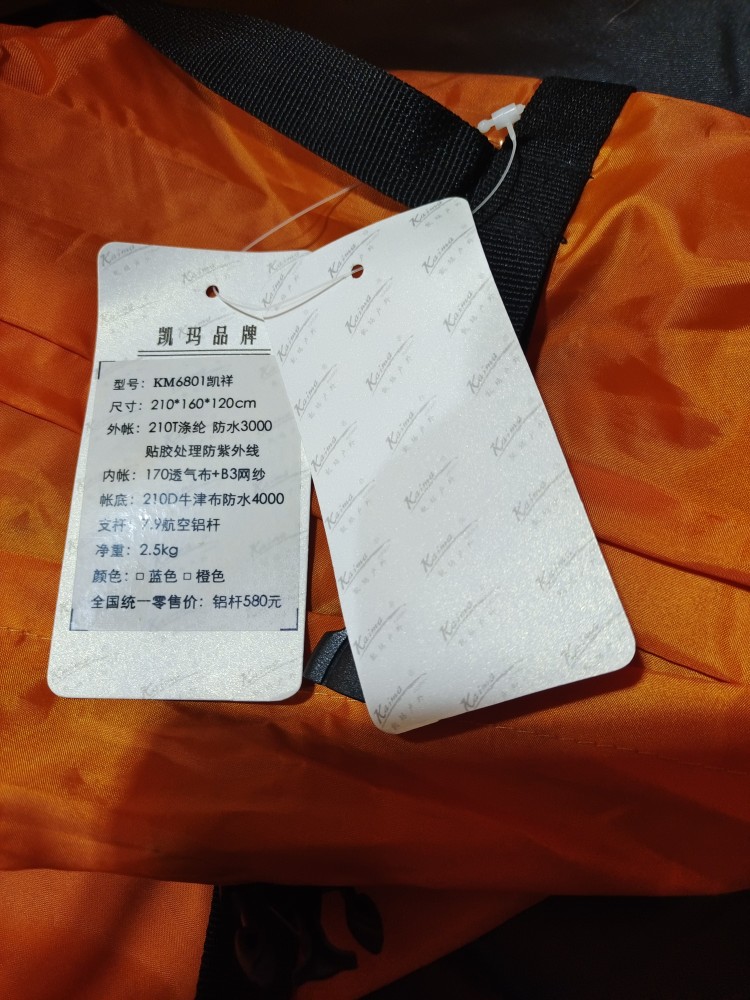 凯玛品牌
型号：KM6801凯祥
尺寸：210*160*120cm
外帐：210T涤纶 防水3000
贴胶处理防紫外线
内帐：170透气布+B3网纱
帐底：210D牛津布防水4000
支杆：7.9航空铝杆
净重：2.5kg
颜色：□ 蓝色 □ 橙色
全国统一零售价：铝杆580元
Kaima
凯玛户外